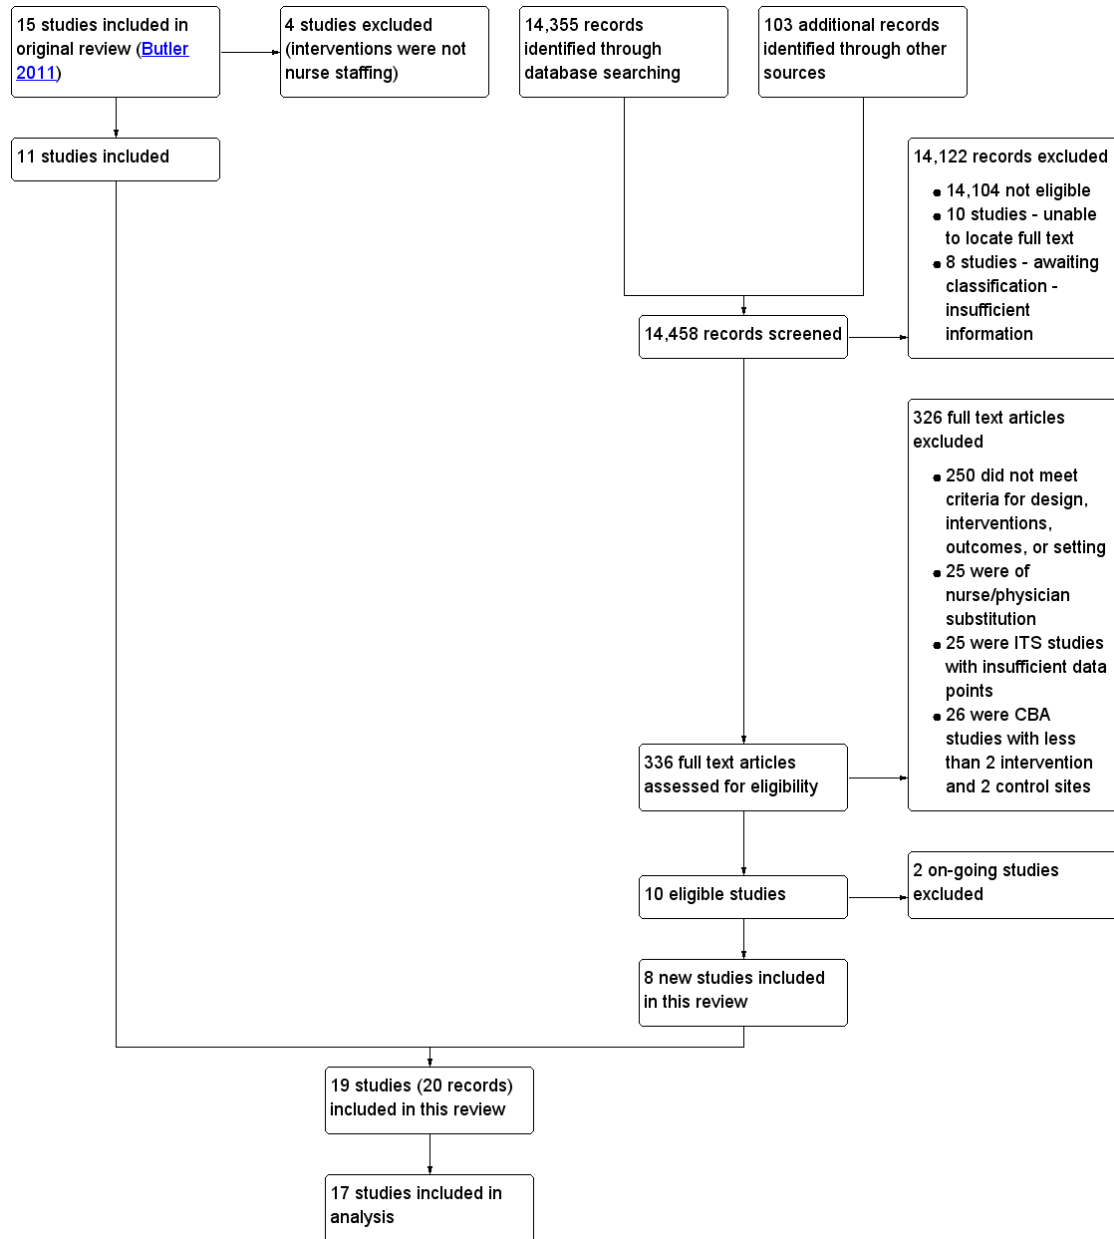 15 studies included in
original review (Butler
2011)
4 studies excluded
(interventions were not
nurse staffing)
14,355 records
identified through
database searching
103 additional records
identified through other
sources
11 studies included
14,122 records excluded
14,104 not eligible
10 studies - unable
to locate full text
8 studies - awaiting
classification -
insufficient
information
14,458 records screened
326 full text articles
excluded
250 did not meet
criteria for design,
interventions,
outcomes, or setting
25 were of
nurse/physician
substitution
25 were ITS studies
with insufficient data
points
26 were CBA
studies with less
than 2 intervention
and 2 control sites
336 full text articles
assessed for eligibility
10 eligible studies
2 on-going studies
excluded
8 new studies included
in this review
19 studies (20 records)
included in this review
17 studies included in
analysis